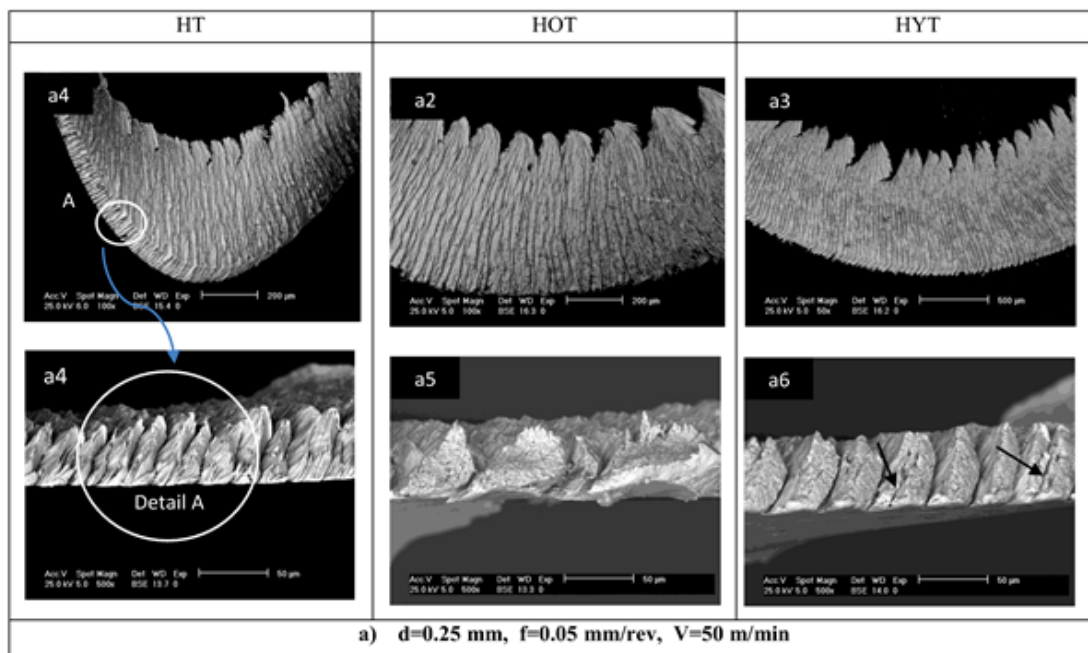 HT HOT HYT
a4 a2 a3
A
Acc.V Spot Magn Det WD Exp 200 µm
25.0 kV 5.0 100x BSE 15.4 0
Acc.V Spot Magn Det WD Exp 200 µm
25.0 kV 5.0 100x BSE 16.3 0
Acc.V Spot Magn Det WD Exp 500 µm
25.0 kV 5.0 50x BSE 16.2 0
a4 a5 a6
Detail A
Acc.V Spot Magn Det WD Exp 50 µm
25.0 kV 5.0 500x BSE 13.7 0
Acc.V Spot Magn Det WD Exp 50 µm
25.0 kV 5.0 500x BSE 13.3 0
Acc.V Spot Magn Det WD Exp 50 µm
25.0 kV 5.0 500x BSE 14.0 0
a) d=0.25 mm, f=0.05 mm/rev, V=50 m/min